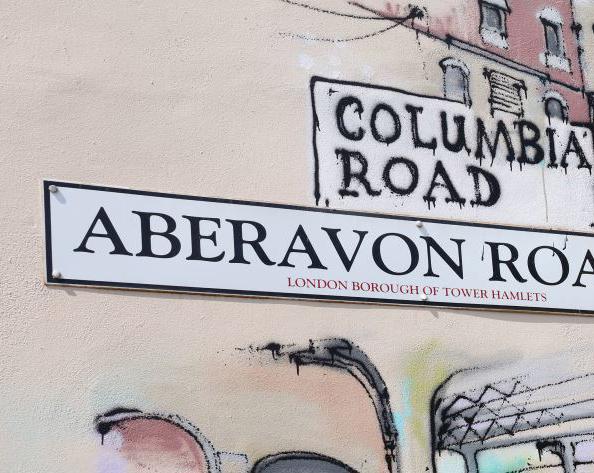 COLUMBIA
ROAD
ABERAVON ROA
LONDON BOROUGH OF TOWER HAMLETS